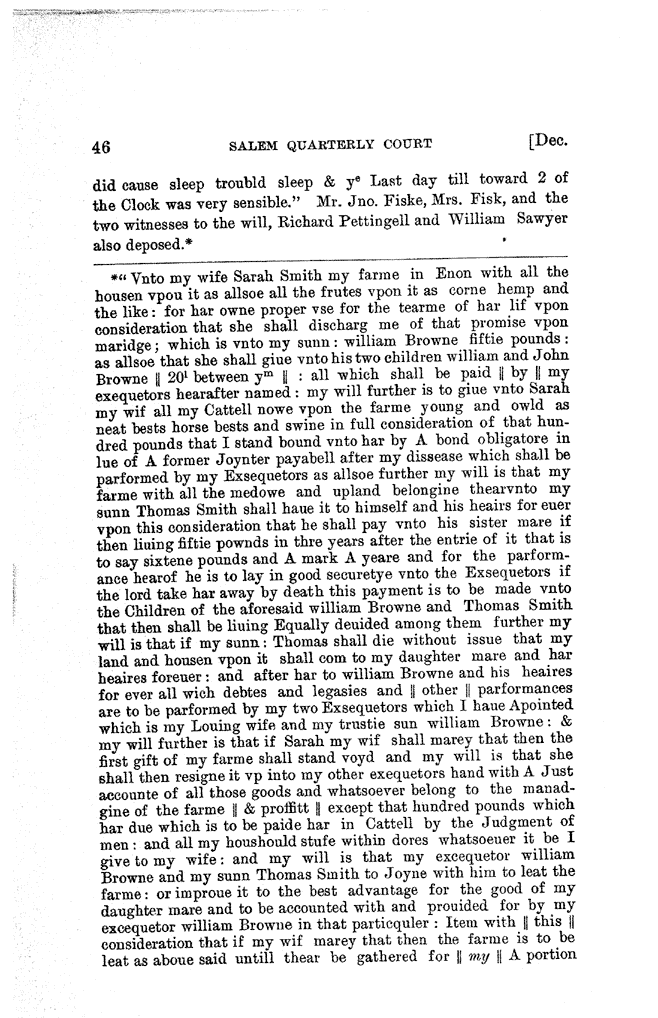 46 SALEM QUARTERLY COURT [Dec.
did cause sleep troubld sleep & yᵉ Last day till toward 2 of
the Clock was very sensible." Mr. Jno. Fiske, Mrs. Fisk, and the
two witnesses to the will, Richard Pettingell and William Sawyer
also deposed.*
*"Vnto my wife Sarah Smith my farme in Enon with all the
housen vpou it as allsoe all the frutes vpon it as corne hemp and
the like: for har owne proper vse for the tearme of har lif vpon
consideration that she shall discharg me of that promise vpon
maridge; which is vnto my sunn: william Browne fiftie pounds:
as allsoe that she shall giue vnto his two children william and John
Browne ‖ 20ˡ between yᵐ ‖ : all which shall be paid ‖ by ‖ my
exequetors hearafter named: my will further is to giue vnto Sarah
my wif all my Cattell nowe vpon the farme young and owld as
neat bests horse bests and swine in full consideration of that hun-
dred pounds that I stand bound vnto har by A bond obligatore in
lue of A former Joynter payabell after my dissease which shall be
parformed by my Exsequetors as allsoe further my will is that my
farme with all the medowe and upland belongine thearvnto my
sunn Thomas Smith shall haue it to himself and his heairs for euer
vpon this consideration that he shall pay vnto his sister mare if
then liuing fiftie pownds in thre years after the entrie of it that is
to say sixtene pounds and A mark A yeare and for the parform-
ance hearof he is to lay in good securetye vnto the Exsequetors if
the lord take har away by death this payment is to be made vnto
the Children of the aforesaid william Browne and Thomas Smith
that then shall be liuing Equally deuided among them further my
will is that if my sunn: Thomas shall die without issue that my
land and housen vpon it shall com to my daughter mare and har
heaires foreuer: and after har to william Browne and his heaires
for ever all wich debtes and legasies and ‖ other ‖ parformances
are to be parformed by my two Exsequetors which I haue Apointed
which is my Louing wife and my trustie sun william Browne: &
my will further is that if Sarah my wif shall marey that then the
first gift of my farme shall stand voyd and my will is that she
shall then resigne it vp into my other exequetors hand with A Just
accounte of all those goods and whatsoever belong to the manad-
gine of the farme ‖ & proffitt ‖ except that hundred pounds which
har due which is to be paide har in Cattell by the Judgment of
men: and all my houshould stufe within dores whatsoeuer it be I
give to my wife: and my will is that my excequetor william
Browne and my sunn Thomas Smith to Joyne with him to leat the
farme: or improue it to the best advantage for the good of my
daughter mare and to be accounted with and prouided for by my
excequetor william Browne in that particquler: Item with ‖ this ‖
consideration that if my wif marey that then the farme is to be
leat as aboue said untill thear be gathered for ‖ my ‖ A portion